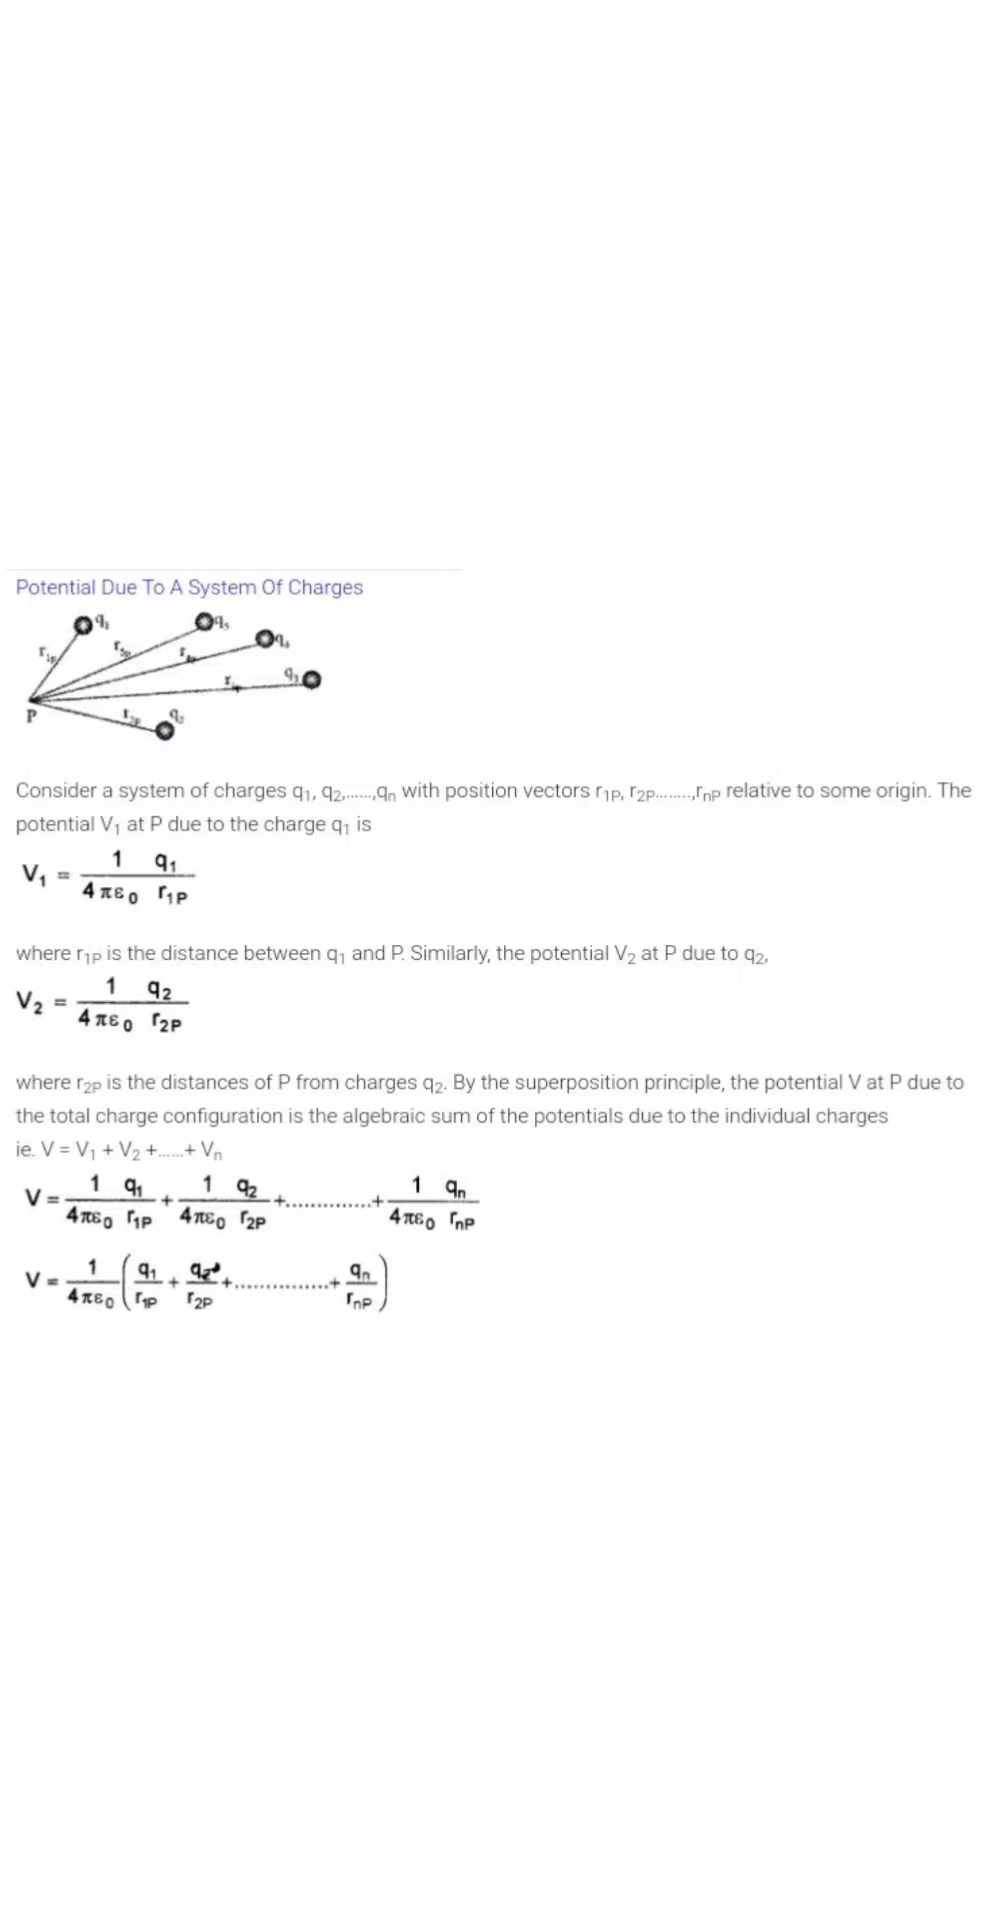 Potential Due To A System Of Charges
q₁
q₅
q₄
q₃
q₂
P
Consider a system of charges q₁, q₂,......,qₙ with position vectors r₁P, r₂P........,rₙP relative to some origin. The
potential V₁ at P due to the charge q₁ is
V₁ = 1/4πε₀ q₁/r₁P
where r₁P is the distance between q₁ and P. Similarly, the potential V₂ at P due to q₂,
V₂ = 1/4πε₀ q₂/r₂P
where r₂P is the distances of P from charges q₂. By the superposition principle, the potential V at P due to
the total charge configuration is the algebraic sum of the potentials due to the individual charges
ie. V = V₁ + V₂ +......+ Vₙ
V = 1/4πε₀ q₁/r₁P + 1/4πε₀ q₂/r₂P +...............+ 1/4πε₀ qₙ/rₙP
V = 1/4πε₀ (q₁/r₁P + q₂/r₂P +................+ qₙ/rₙP)